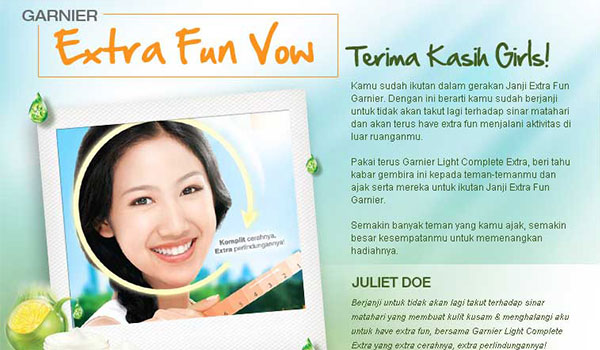 GARNIER
Extra Fun Vow
Terima Kasih Girls!
Kamu sudah ikutan dalam gerakan Janji Extra Fun
Garnier. Dengan ini berarti kamu sudah berjanji
untuk tidak akan takut lagi terhadap sinar matahari
dan akan terus have extra fun menjalani aktivitas di
luar ruanganmu.
Pakai terus Garnier Light Complete Extra, beri tahu
kabar gembira ini kepada teman-temanmu dan
ajak serta mereka untuk ikutan Janji Extra Fun
Garnier.
Semakin banyak teman yang kamu ajak, semakin
besar kesempatanmu untuk memenangkan
hadiahnya.
Komplit cerahnya,
Extra perlindungannya!
JULIET DOE
Berjanji untuk tidak akan lagi takut terhadap sinar
matahari yang membuat kulit kusam & menghalangi aku
untuk have extra fun, bersama Garnier Light Complete
Extra yang extra cerahnya, extra perlindungannya!